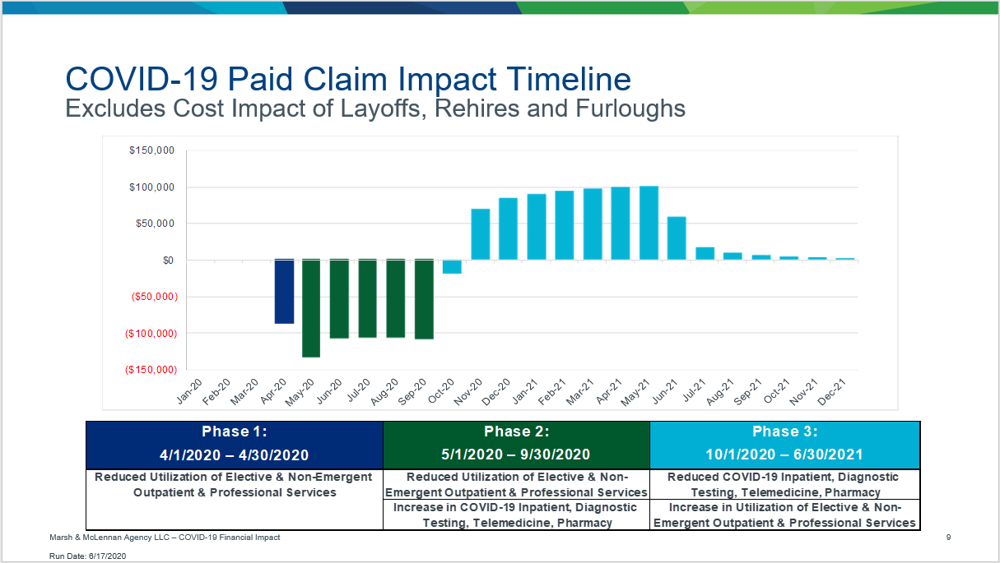 COVID-19 Paid Claim Impact Timeline
Excludes Cost Impact of Layoffs, Rehires and Furloughs
$150,000
$100,000
$50,000
$0
($50,000)
($100,000)
($150,000)
Jan-20
Feb-20
Mar-20
Apr-20
May-20
Jun-20
Jul-20
Aug-20
Sep-20
Oct-20
Nov-20
Dec-20
Jan-21
Feb-21
Mar-21
Apr-21
May-21
Jun-21
Jul-21
Aug-21
Sep-21
Oct-21
Nov-21
Dec-21
Phase 1:
4/1/2020 – 4/30/2020
Reduced Utilization of Elective & Non-Emergent
Outpatient & Professional Services
Phase 2:
5/1/2020 – 9/30/2020
Reduced Utilization of Elective & Non-
Emergent Outpatient & Professional Services
Increase in COVID-19 Inpatient, Diagnostic
Testing, Telemedicine, Pharmacy
Phase 3:
10/1/2020 – 6/30/2021
Reduced COVID-19 Inpatient, Diagnostic
Testing, Telemedicine, Pharmacy
Increase in Utilization of Elective & Non-
Emergent Outpatient & Professional Services
Marsh & McLennan Agency LLC – COVID-19 Financial Impact
9
Run Date: 6/17/2020